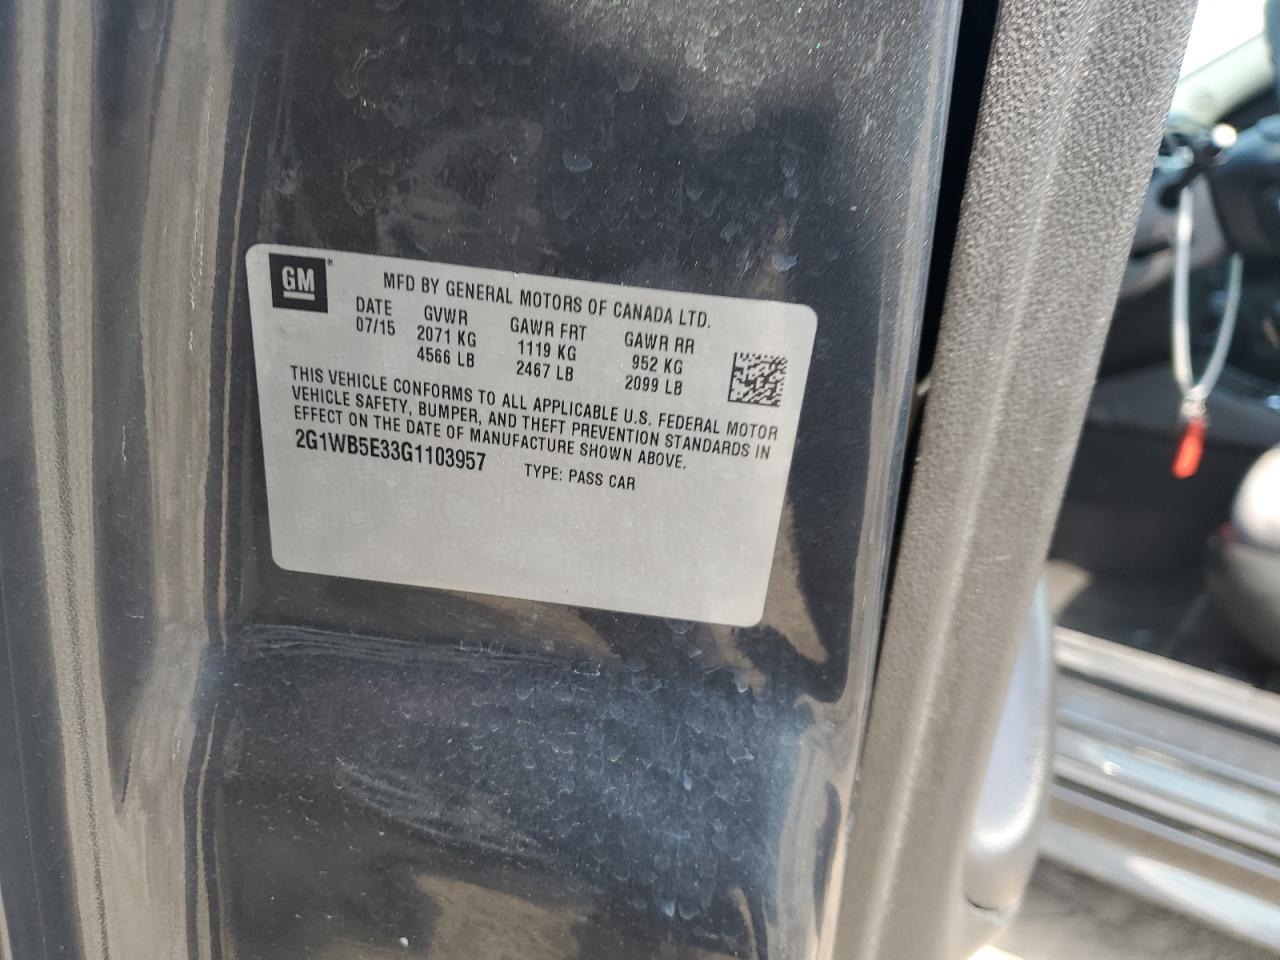 GM
MFD BY GENERAL MOTORS OF CANADA LTD.
DATE GVWR GAWR FRT GAWR RR
07/15 2071 KG 1119 KG 952 KG
4566 LB 2467 LB 2099 LB
THIS VEHICLE CONFORMS TO ALL APPLICABLE U.S. FEDERAL MOTOR
VEHICLE SAFETY, BUMPER, AND THEFT PREVENTION STANDARDS IN
EFFECT ON THE DATE OF MANUFACTURE SHOWN ABOVE.
2G1WB5E33G1103957 TYPE: PASS CAR